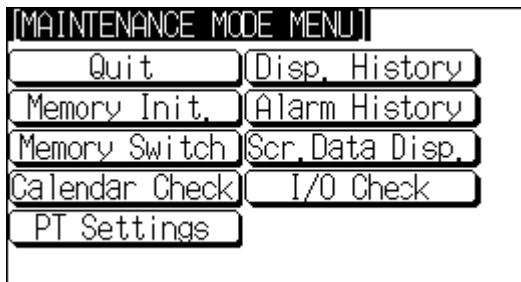 [MAINTENANCE MODE MENU]
Quit Disp. History
Memory Init. Alarm History
Memory Switch Scr.Data Disp.
Calendar Check I/O Check
PT Settings